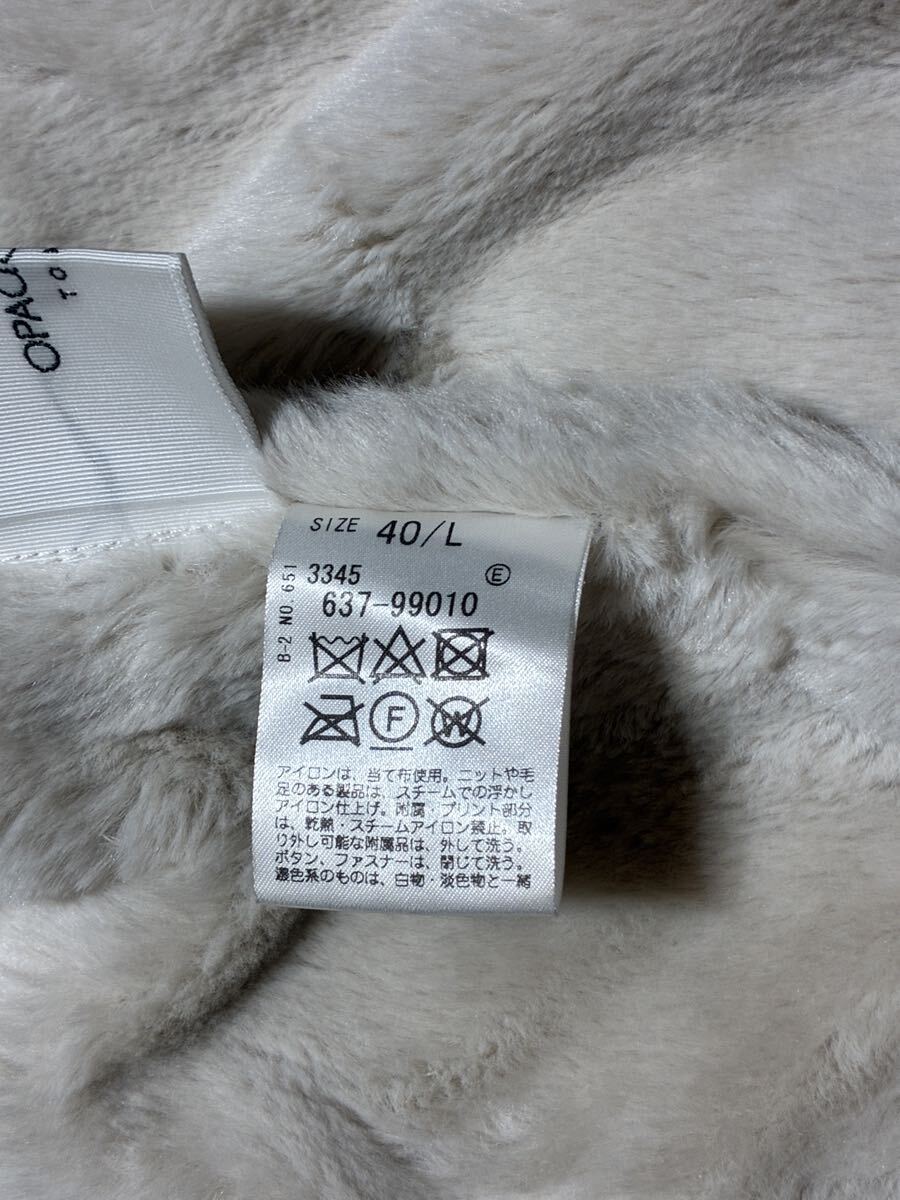 OPAQU
TO
SIZE 40/L
B-2 NO 651
3345 Ⓔ
637-99010
F
W
アイロンは、当て布使用。ニットや毛
足のある製品は、スチームでの浮かし
アイロン仕上げ。附属・プリント部分
は、乾熱・スチームアイロン禁止。取
り外し可能な附属品は、外して洗う。
ボタン、ファスナーは、閉じて洗う。
濃色系のものは、白物・淡色物と一緒